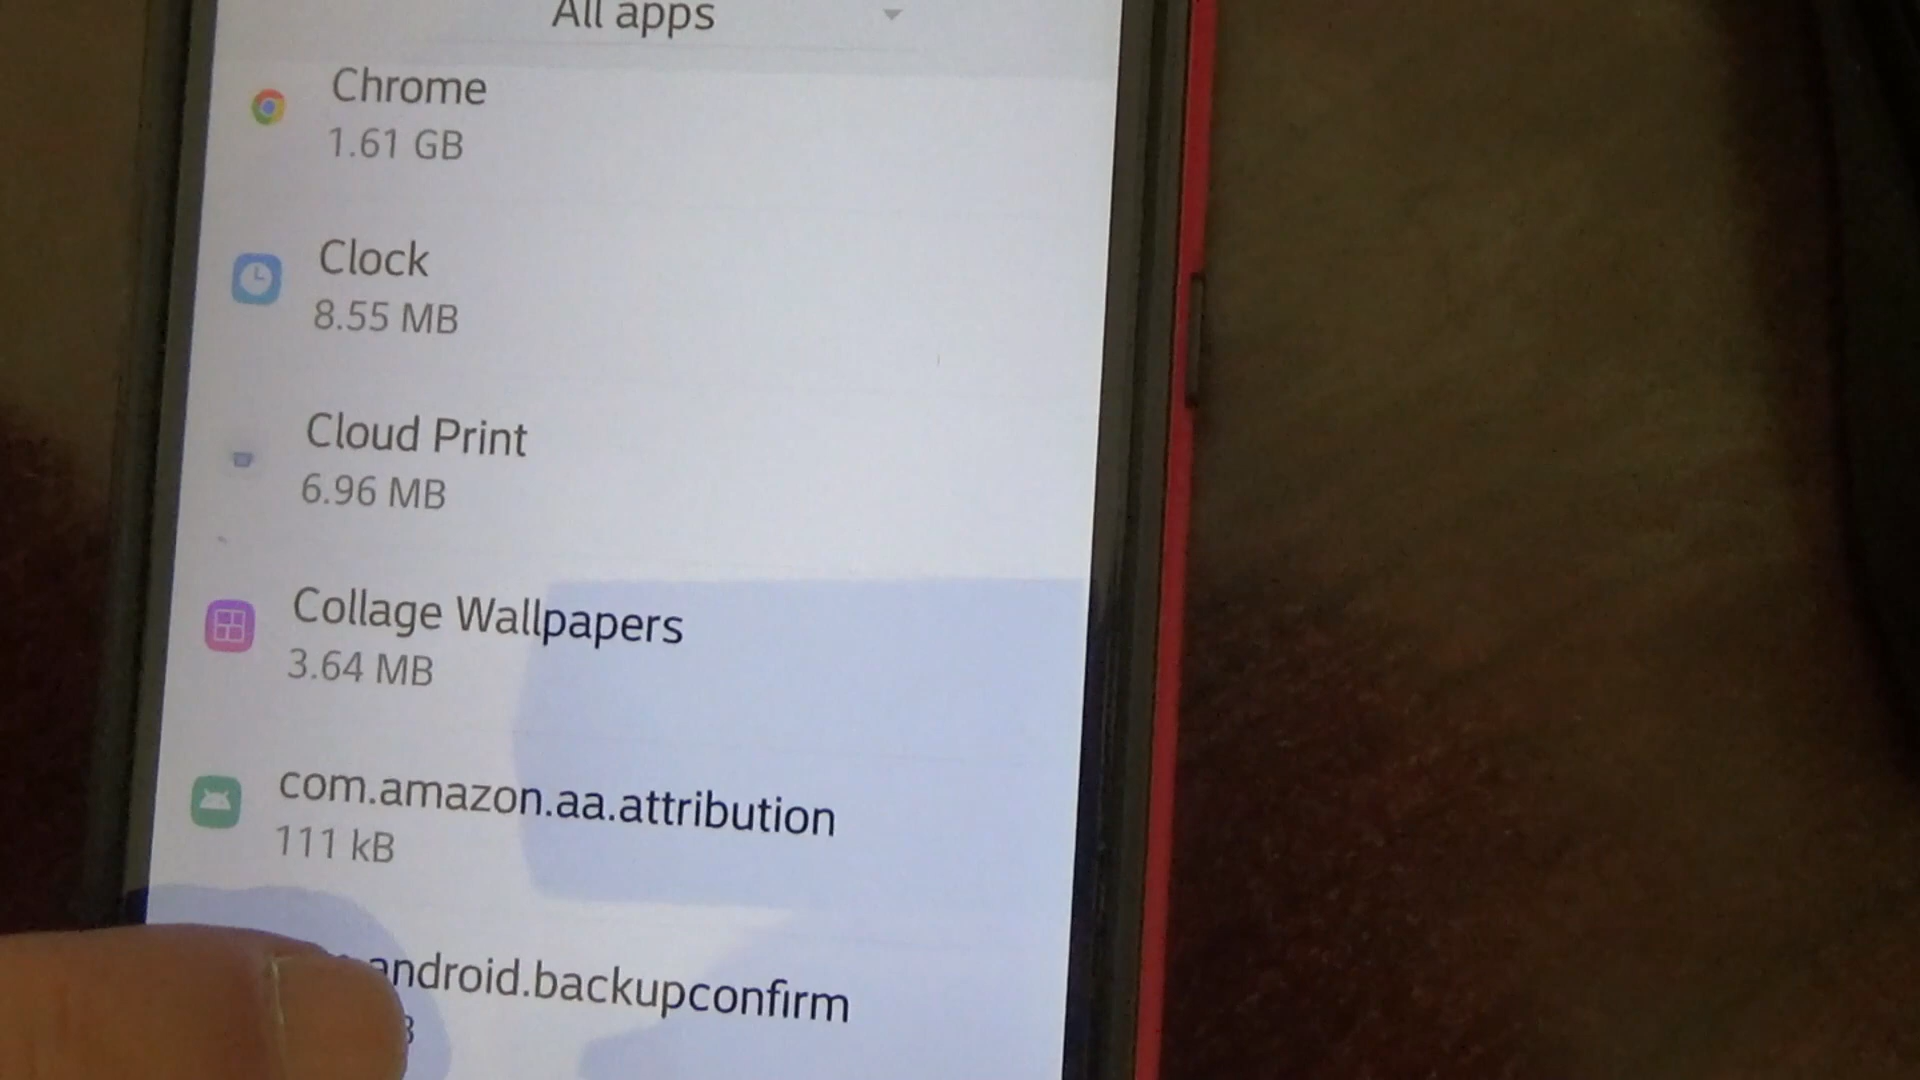 All apps
Chrome
1.61 GB
Clock
8.55 MB
Cloud Print
6.96 MB
Collage Wallpapers
3.64 MB
com.amazon.aa.attribution
111 kB
android.backupconfirm